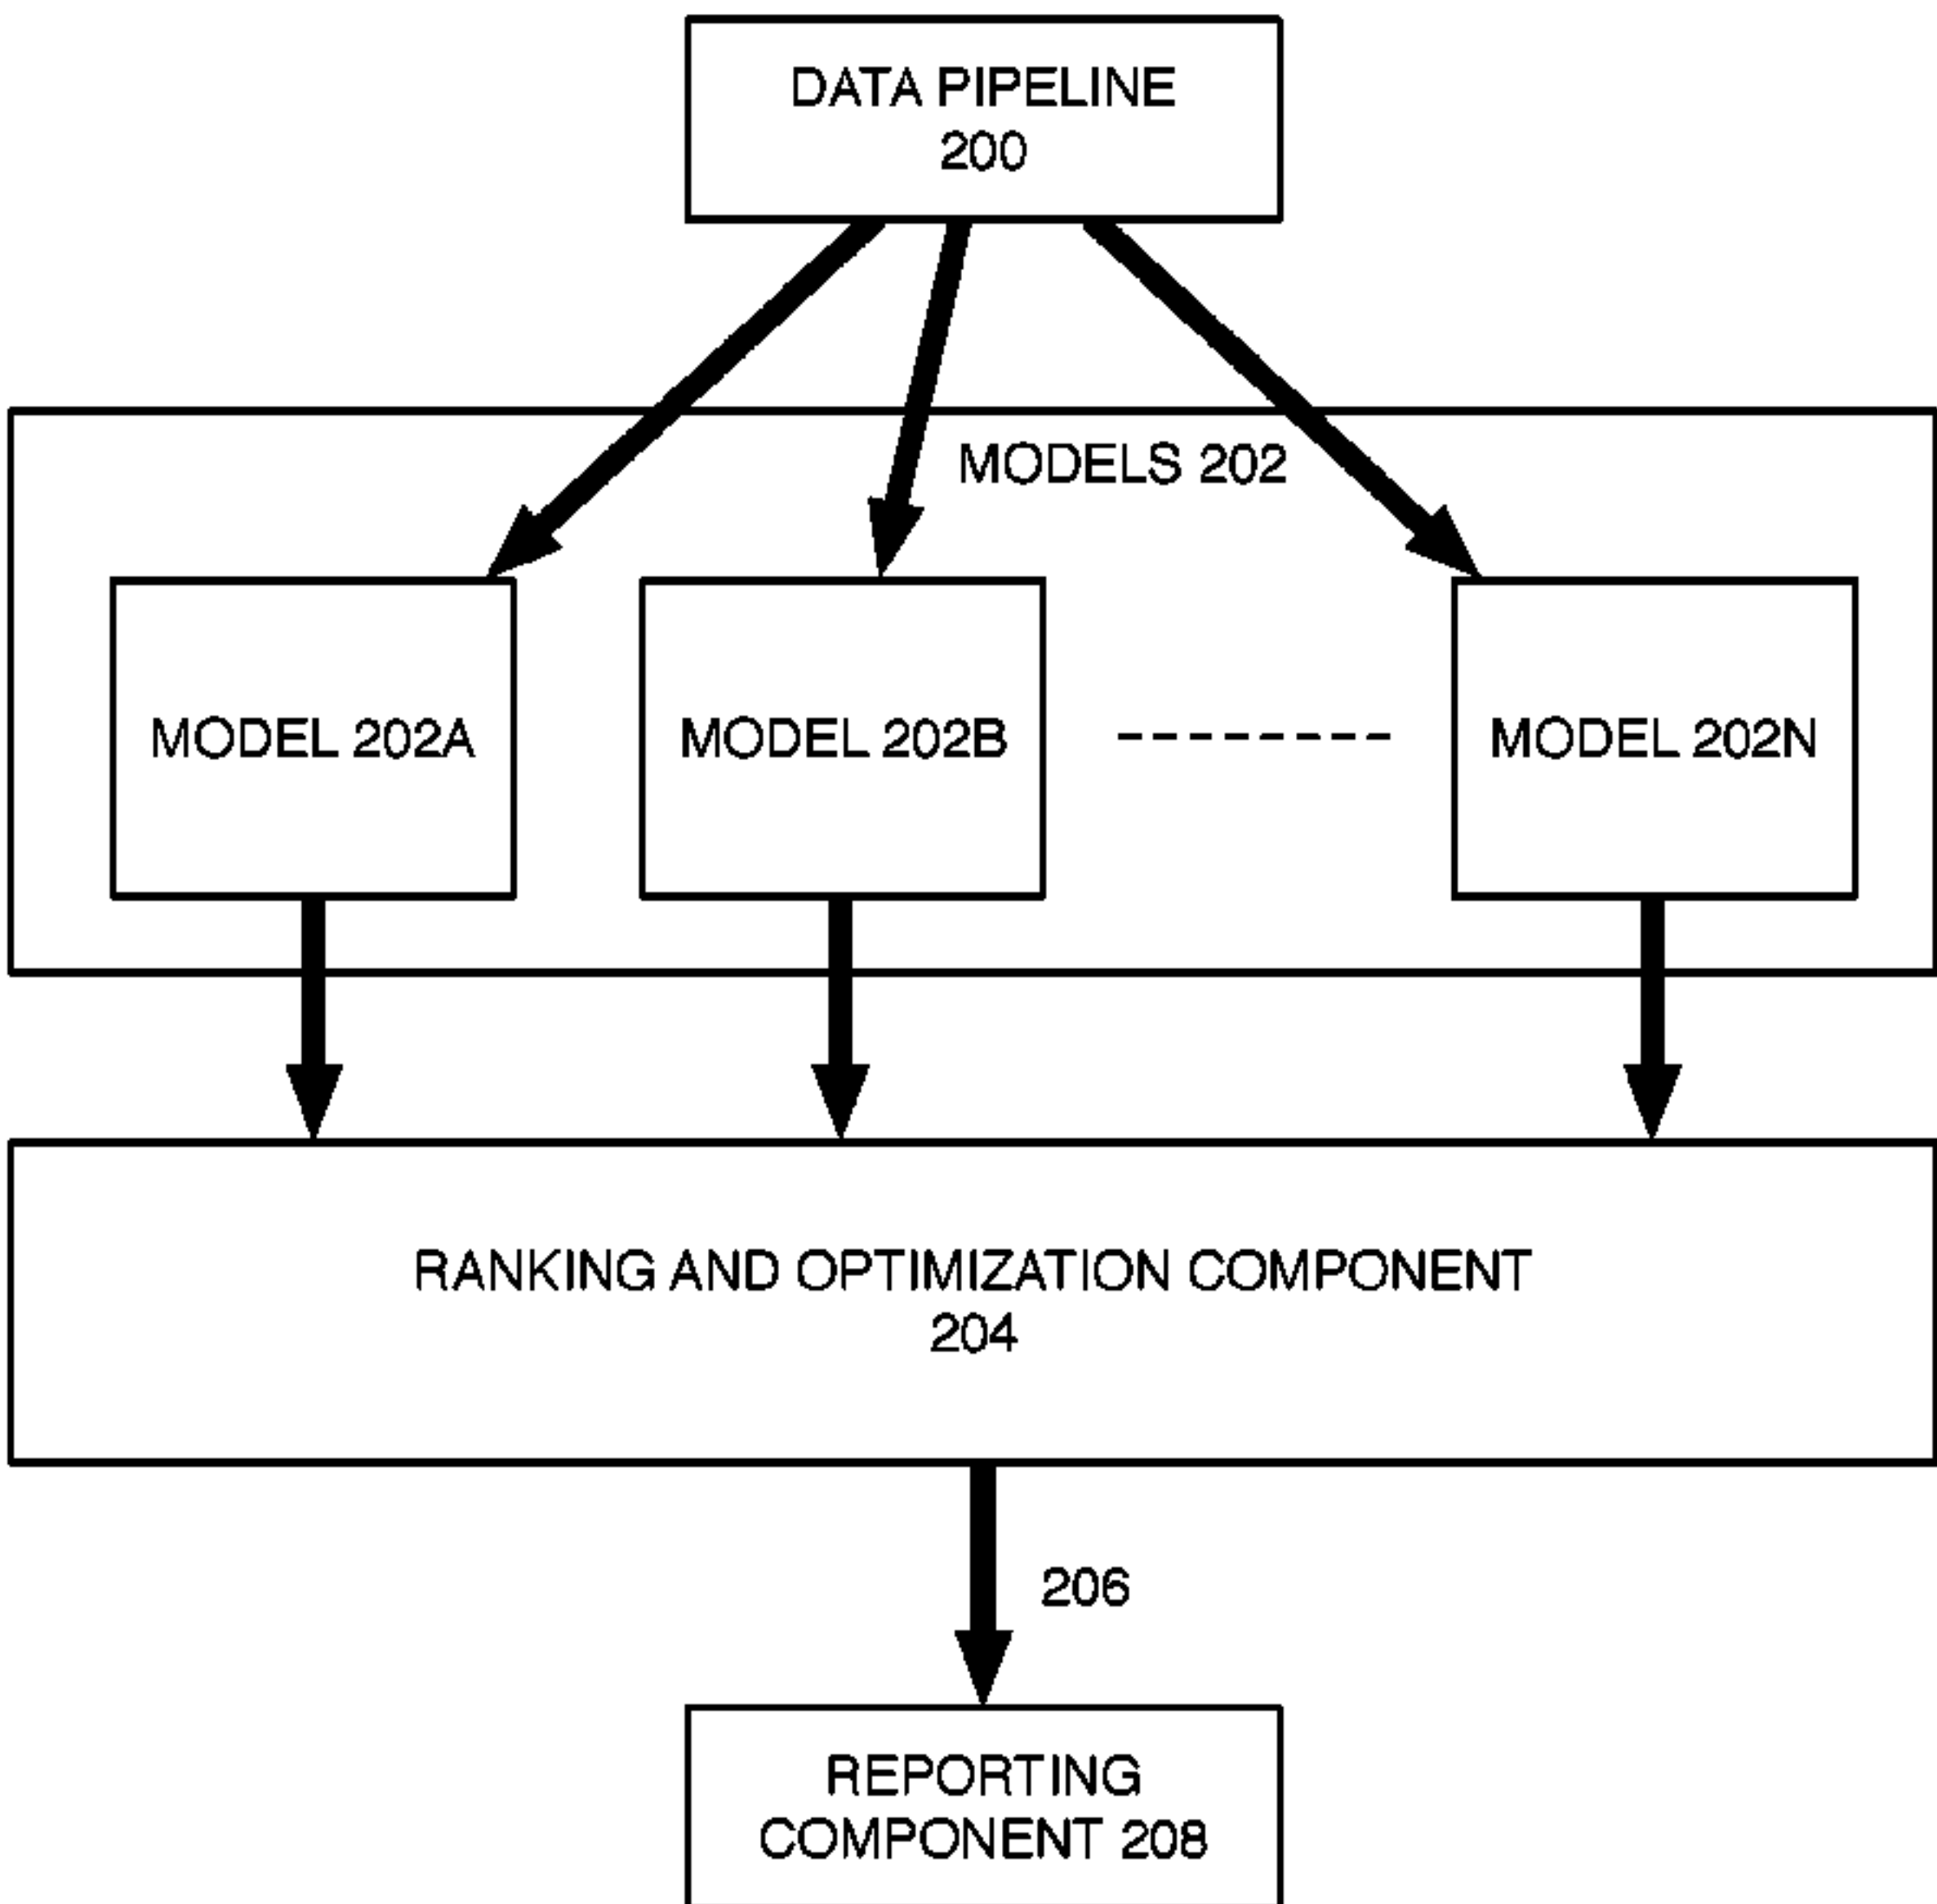 DATA PIPELINE
200
MODELS 202
MODEL 202A
MODEL 202B
MODEL 202N
RANKING AND OPTIMIZATION COMPONENT
204
206
REPORTING
COMPONENT 208